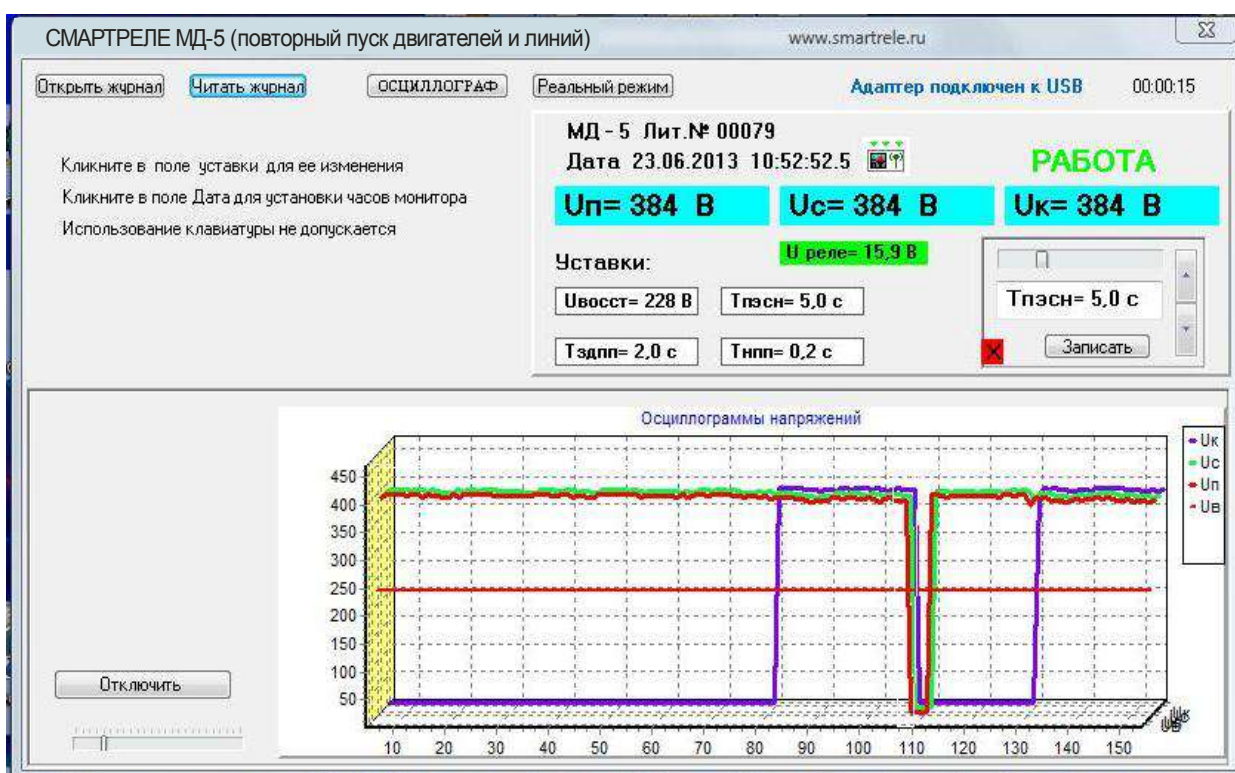 СМАРТРЕЛЕ МД-5 (повторный пуск двигателей и линий) www.smartrele.ru
Открыть журнал Читать журнал ОСЦИЛЛОГРАФ Реальный режим Адаптер подключен к USB 00:00:15
МД - 5 Лит.№ 00079
Дата 23.06.2013 10:52:52.5 РАБОТА
Кликните в поле уставки для ее изменения
Кликните в поле Дата для установки часов монитора
Использование клавиатуры не допускается
Uп= 384 В Uс= 384 В Uк= 384 В
U реле= 15,9 В
Уставки:
Uвосст= 228 В Тпэсн= 5,0 с
Тздпп= 2,0 с Тнпп= 0,2 с
Тпэсн= 5,0 с
Записать
Осциллограммы напряжений
450
400
350
300
250
200
150
100
50
10 20 30 40 50 60 70 80 90 100 110 120 130 140 150
Uк
Uс
Uп
Uв
Отключить